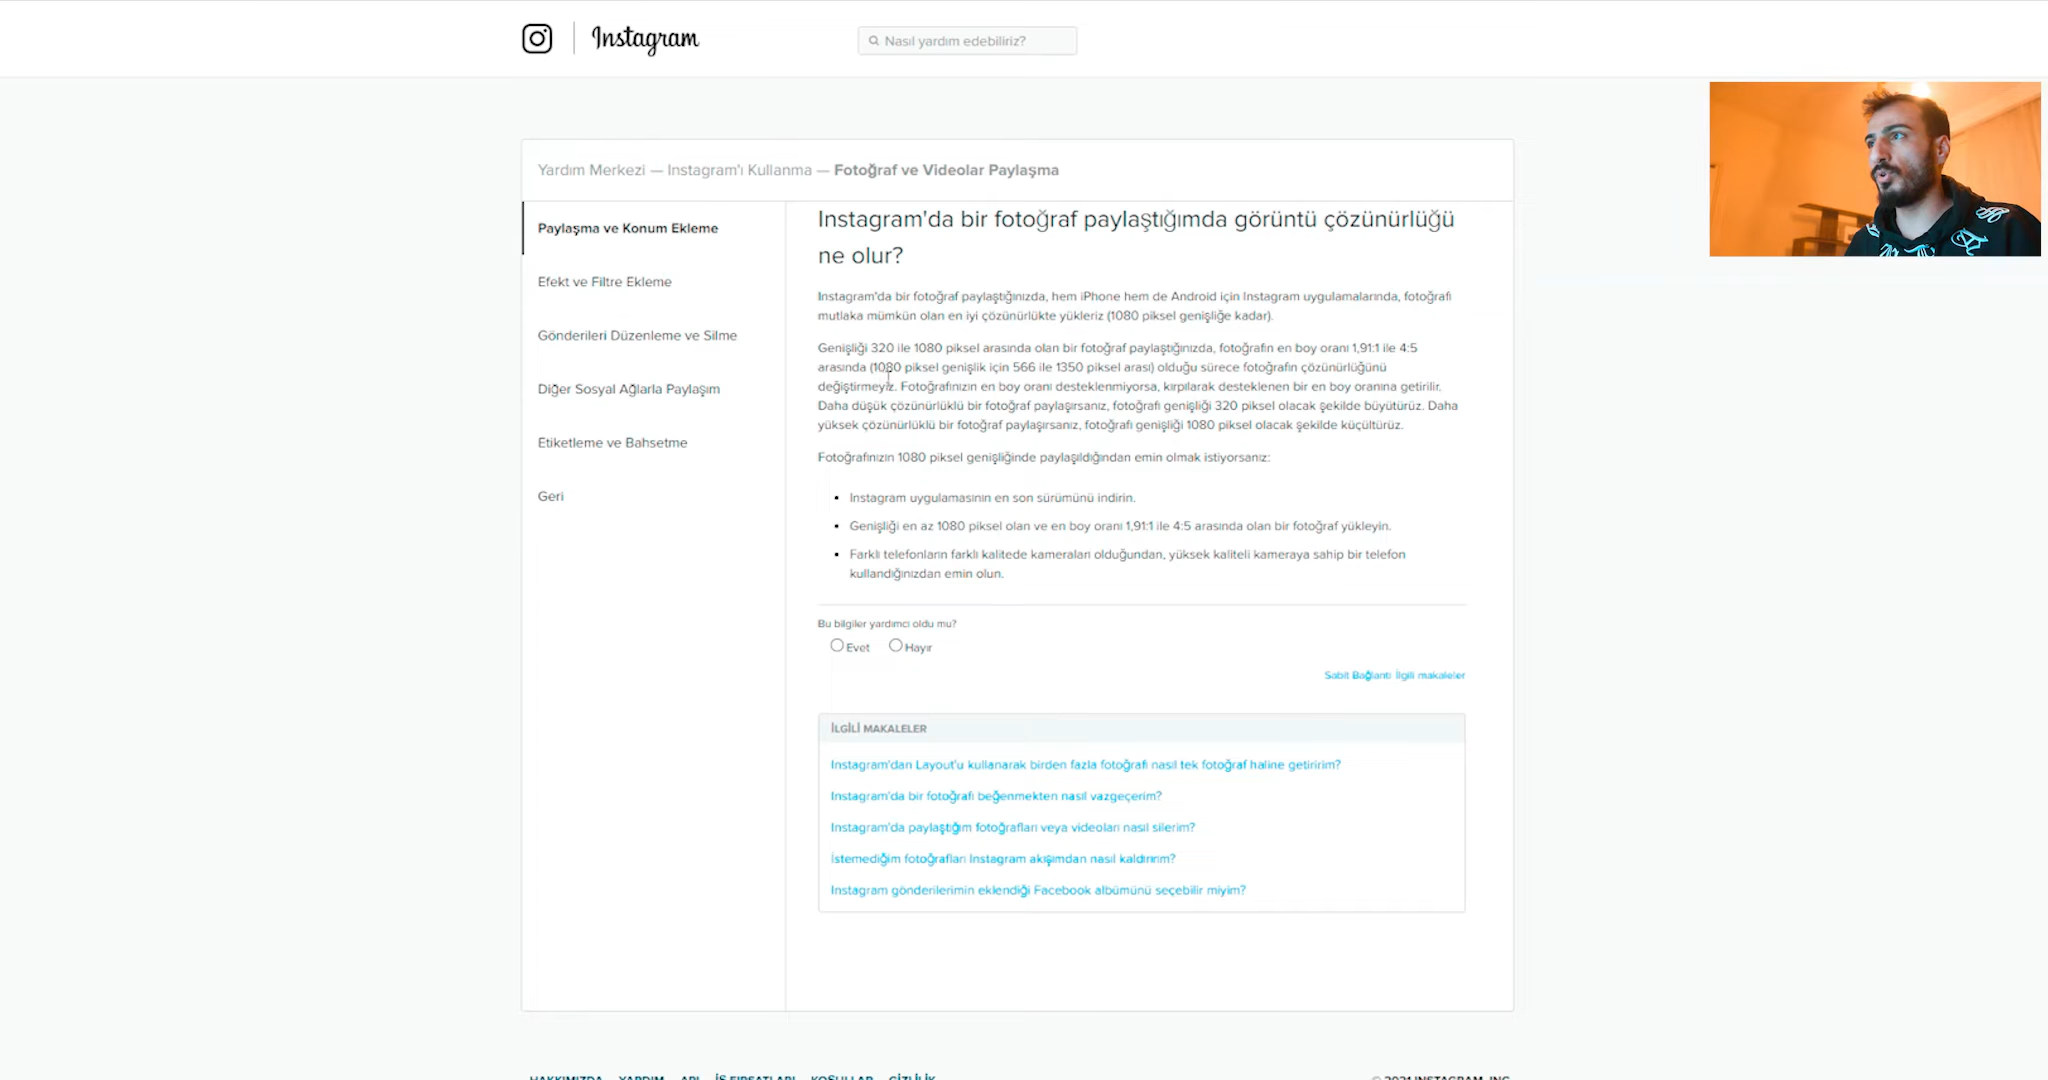 Instagram
Nasıl yardım edebiliriz?
Yardım Merkezi — Instagram'ı Kullanma — Fotoğraf ve Videolar Paylaşma
Paylaşma ve Konum Ekleme
Efekt ve Filtre Ekleme
Gönderileri Düzenleme ve Silme
Diğer Sosyal Ağlarla Paylaşım
Etiketleme ve Bahsetme
Geri
Instagram'da bir fotoğraf paylaştığımda görüntü çözünürlüğü
ne olur?
Instagram'da bir fotoğraf paylaştığınızda, hem iPhone hem de Android için Instagram uygulamalarında, fotoğrafı
mutlaka mümkün olan en iyi çözünürlükte yükleriz (1080 piksel genişliğe kadar).
Genişliği 320 ile 1080 piksel arasında olan bir fotoğraf paylaştığınızda, fotoğrafın en boy oranı 1,91:1 ile 4:5
arasında (1080 piksel genişlik için 566 ile 1350 piksel arası) olduğu sürece fotoğrafın çözünürlüğünü
değiştirmeyiz. Fotoğrafınızın en boy oranı desteklenmiyorsa, kırpılarak desteklenen bir en boy oranına getirilir.
Daha düşük çözünürlüklü bir fotoğraf paylaşırsanız, fotoğrafı genişliği 320 piksel olacak şekilde büyütürüz. Daha
yüksek çözünürlüklü bir fotoğraf paylaşırsanız, fotoğrafı genişliği 1080 piksel olacak şekilde küçültürüz.
Fotoğrafınızın 1080 piksel genişliğinde paylaşıldığından emin olmak istiyorsanız:
Instagram uygulamasının en son sürümünü indirin.
Genişliği en az 1080 piksel olan ve en boy oranı 1,91:1 ile 4:5 arasında olan bir fotoğraf yükleyin.
Farklı telefonların farklı kalitede kameraları olduğundan, yüksek kaliteli kameraya sahip bir telefon
kullandığınızdan emin olun.
Bu bilgiler yardımcı oldu mu?
Evet Hayır
Sabit Bağlantı İlgili makaleler
İLGİLİ MAKALELER
Instagram'dan Layout'u kullanarak birden fazla fotoğrafı nasıl tek fotoğraf haline getiririm?
Instagram'da bir fotoğrafı beğenmekten nasıl vazgeçerim?
Instagram'da paylaştığım fotoğrafları veya videoları nasıl silerim?
İstemediğim fotoğrafları Instagram akışımdan nasıl kaldırırım?
Instagram gönderilerimin eklendiği Facebook albümünü seçebilir miyim?
HAKKIMIZDA YARDIM API İŞ FIRSATLARI KOŞULLAR GİZLİLİK
© 2021 INSTAGRAM, INC.